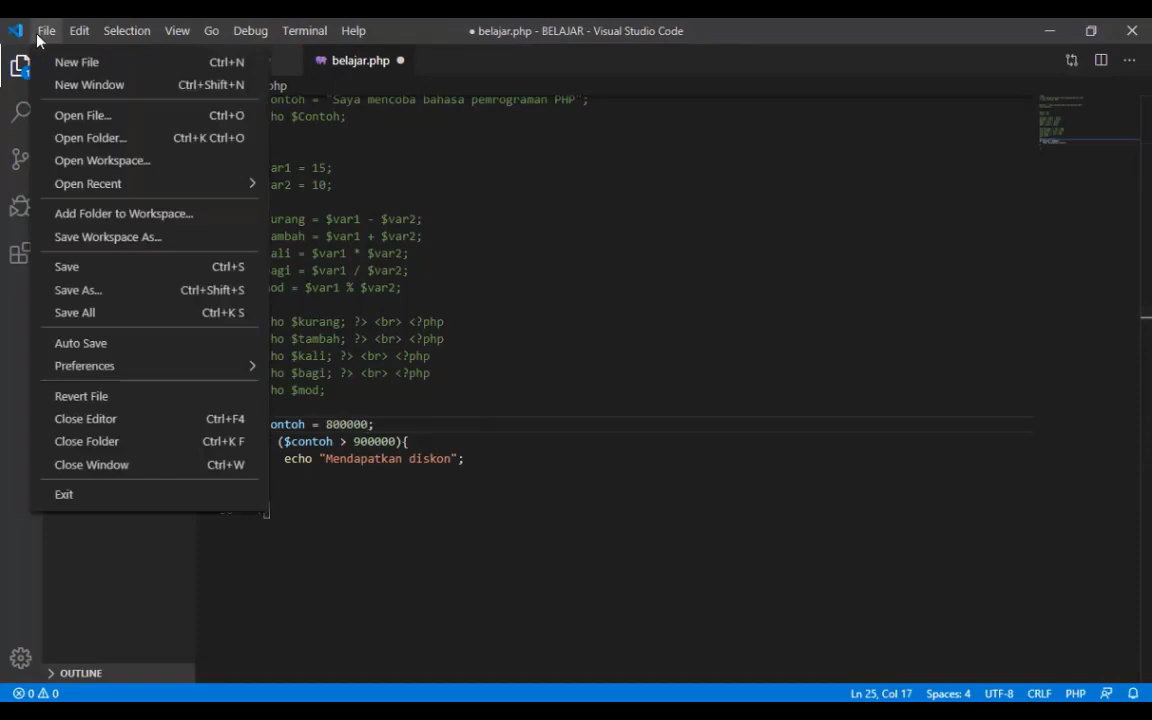 File Edit Selection View Go Debug Terminal Help
● belajar.php - BELAJAR - Visual Studio Code
belajar.php ●
New File Ctrl+N
New Window Ctrl+Shift+N
Open File... Ctrl+O
Open Folder... Ctrl+K Ctrl+O
Open Workspace...
Open Recent
Add Folder to Workspace...
Save Workspace As...
Save Ctrl+S
Save As... Ctrl+Shift+S
Save All Ctrl+K S
Auto Save
Preferences
Revert File
Close Editor Ctrl+F4
Close Folder Ctrl+K F
Close Window Ctrl+W
Exit
hp
ontoh = "Saya mencoba bahasa pemrograman PHP";
ho $Contoh;
ar1 = 15;
ar2 = 10;
urang = $var1 - $var2;
ambah = $var1 + $var2;
ali = $var1 * $var2;
agi = $var1 / $var2;
od = $var1 % $var2;
ho $kurang; ?> <br> <?php
ho $tambah; ?> <br> <?php
ho $kali; ?> <br> <?php
ho $bagi; ?> <br> <?php
ho $mod;
ontoh = 800000;
($contoh > 900000){
echo "Mendapatkan diskon";
OUTLINE
0 0
Ln 25, Col 17 Spaces: 4 UTF-8 CRLF PHP